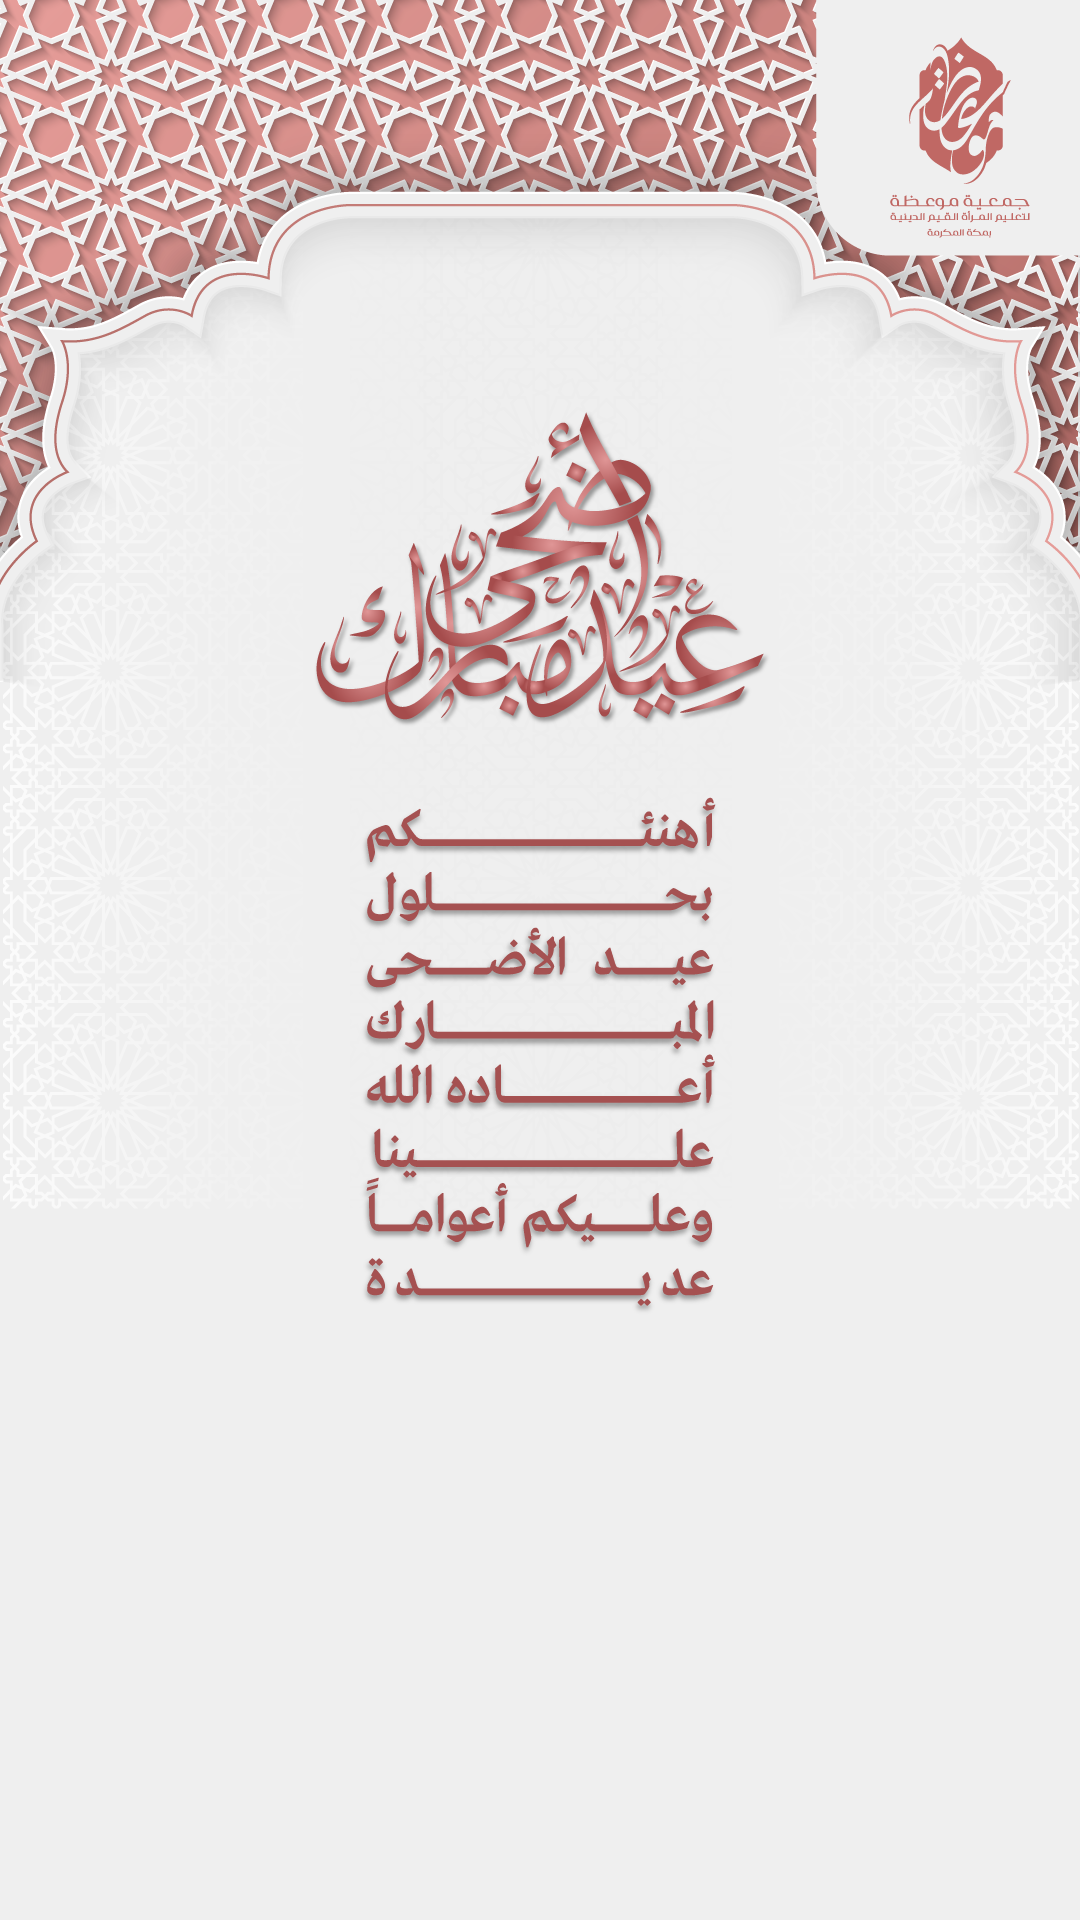 موعظة
جمعية موعظة
لتعليم المرأة القيم الدينية
بمكة المكرمة
عيد أضحى مبارك
أهنئكم
بحلول
عيد الأضحى
المبارك
أعاده الله
علينا
وعليكم أعواماً
عديدة